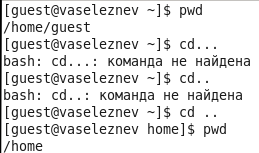 [guest@vaseleznev ~]$ pwd
/home/guest
[guest@vaseleznev ~]$ cd...
bash: cd...: команда не найдена
[guest@vaseleznev ~]$ cd..
bash: cd..: команда не найдена
[guest@vaseleznev ~]$ cd ..
[guest@vaseleznev home]$ pwd
/home